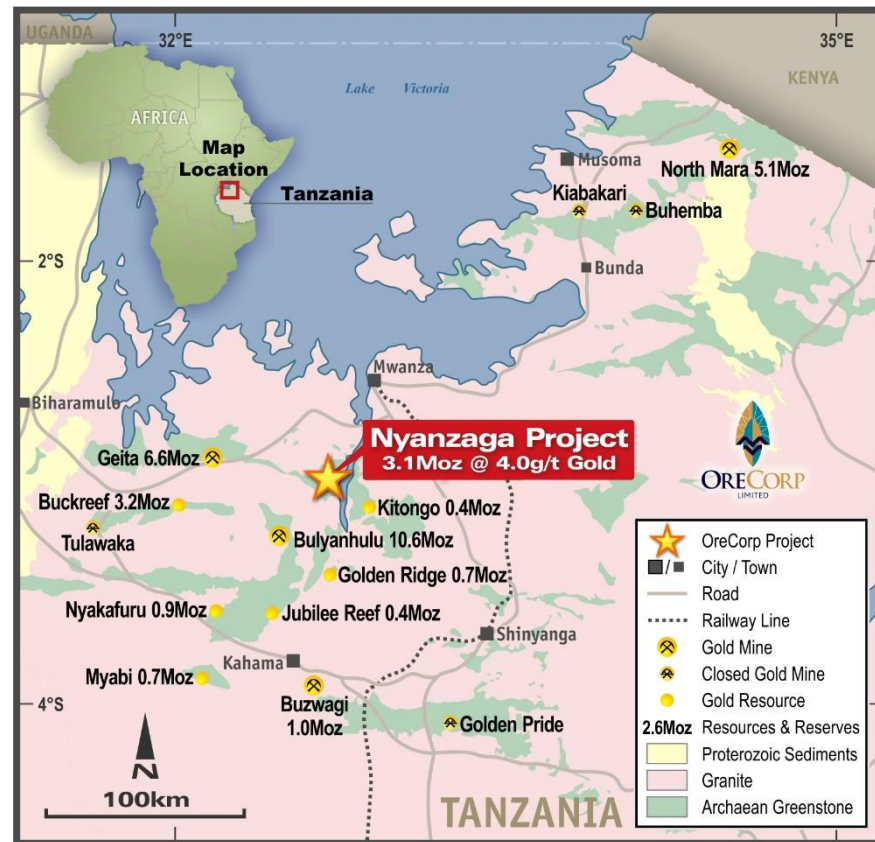 UGANDA
32°E
35°E
KENYA
Lake Victoria
AFRICA
Map
Location
Tanzania
Musoma
North Mara 5.1Moz
Kiabakari
Buhemba
2°S
Bunda
Mwanza
Biharamulo
Nyanzaga Project
3.1Moz @ 4.0g/t Gold
Geita 6.6Moz
ORECORP
LIMITED
Buckreef 3.2Moz
Kitongo 0.4Moz
Tulawaka
Bulyanhulu 10.6Moz
Golden Ridge 0.7Moz
Nyakafuru 0.9Moz
Jubilee Reef 0.4Moz
Shinyanga
Kahama
Myabi 0.7Moz
4°S
Buzwagi
1.0Moz
Golden Pride
N
100km
TANZANIA
OreCorp Project
/ City / Town
Road
Railway Line
Gold Mine
Closed Gold Mine
Gold Resource
2.6Moz Resources & Reserves
Proterozoic Sediments
Granite
Archaean Greenstone